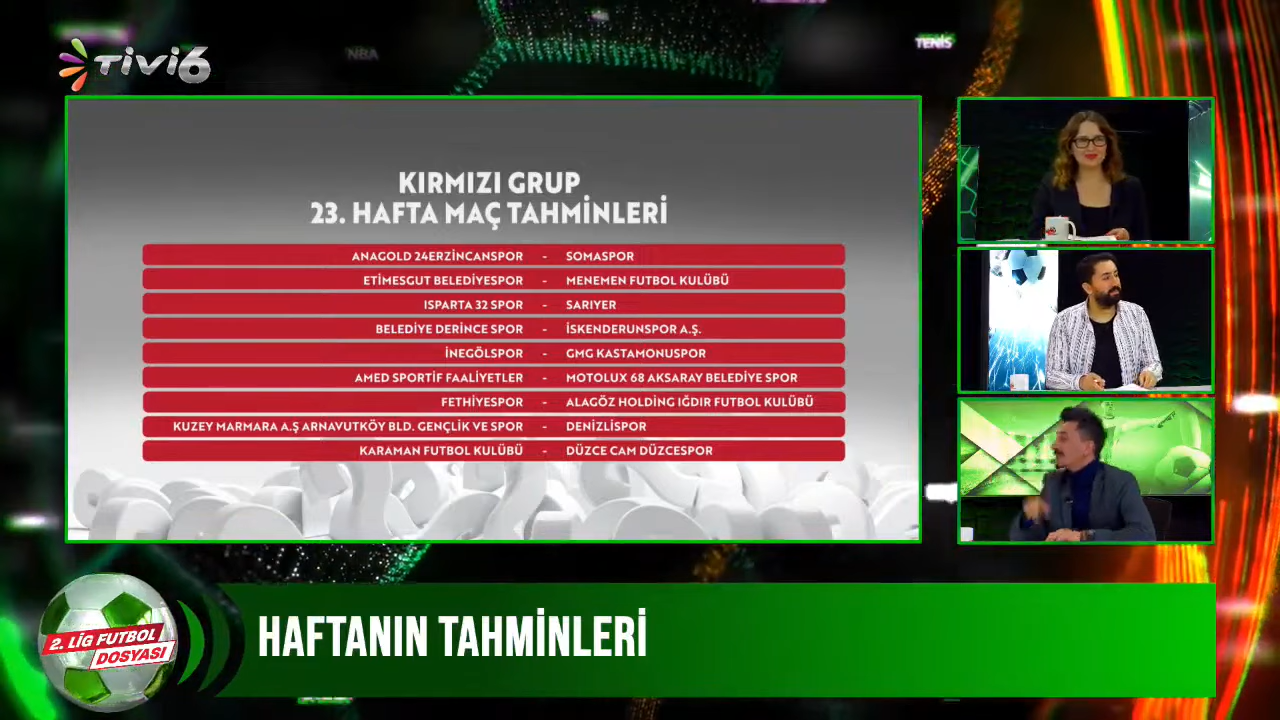 TİVİ6
NBA
TENİS
KIRMIZI GRUP
23. HAFTA MAÇ TAHMİNLERİ
ANAGOLD 24ERZİNCANSPOR - SOMASPOR
ETİMESGUT BELEDİYESPOR - MENEMEN FUTBOL KULÜBÜ
ISPARTA 32 SPOR - SARIYER
BELEDİYE DERİNCE SPOR - İSKENDERUNSPOR A.Ş.
İNEGÖLSPOR - GMG KASTAMONUSPOR
AMED SPORTİF FAALİYETLER - MOTOLUX 68 AKSARAY BELEDİYE SPOR
FETHİYESPOR - ALAGÖZ HOLDİNG IĞDIR FUTBOL KULÜBÜ
KUZEY MARMARA A.Ş ARNAVUTKÖY BLD. GENÇLİK VE SPOR - DENİZLİSPOR
KARAMAN FUTBOL KULÜBÜ - DÜZCE CAM DÜZCESPOR
2. LİG FUTBOL
DOSYASI
HAFTANIN TAHMİNLERİ